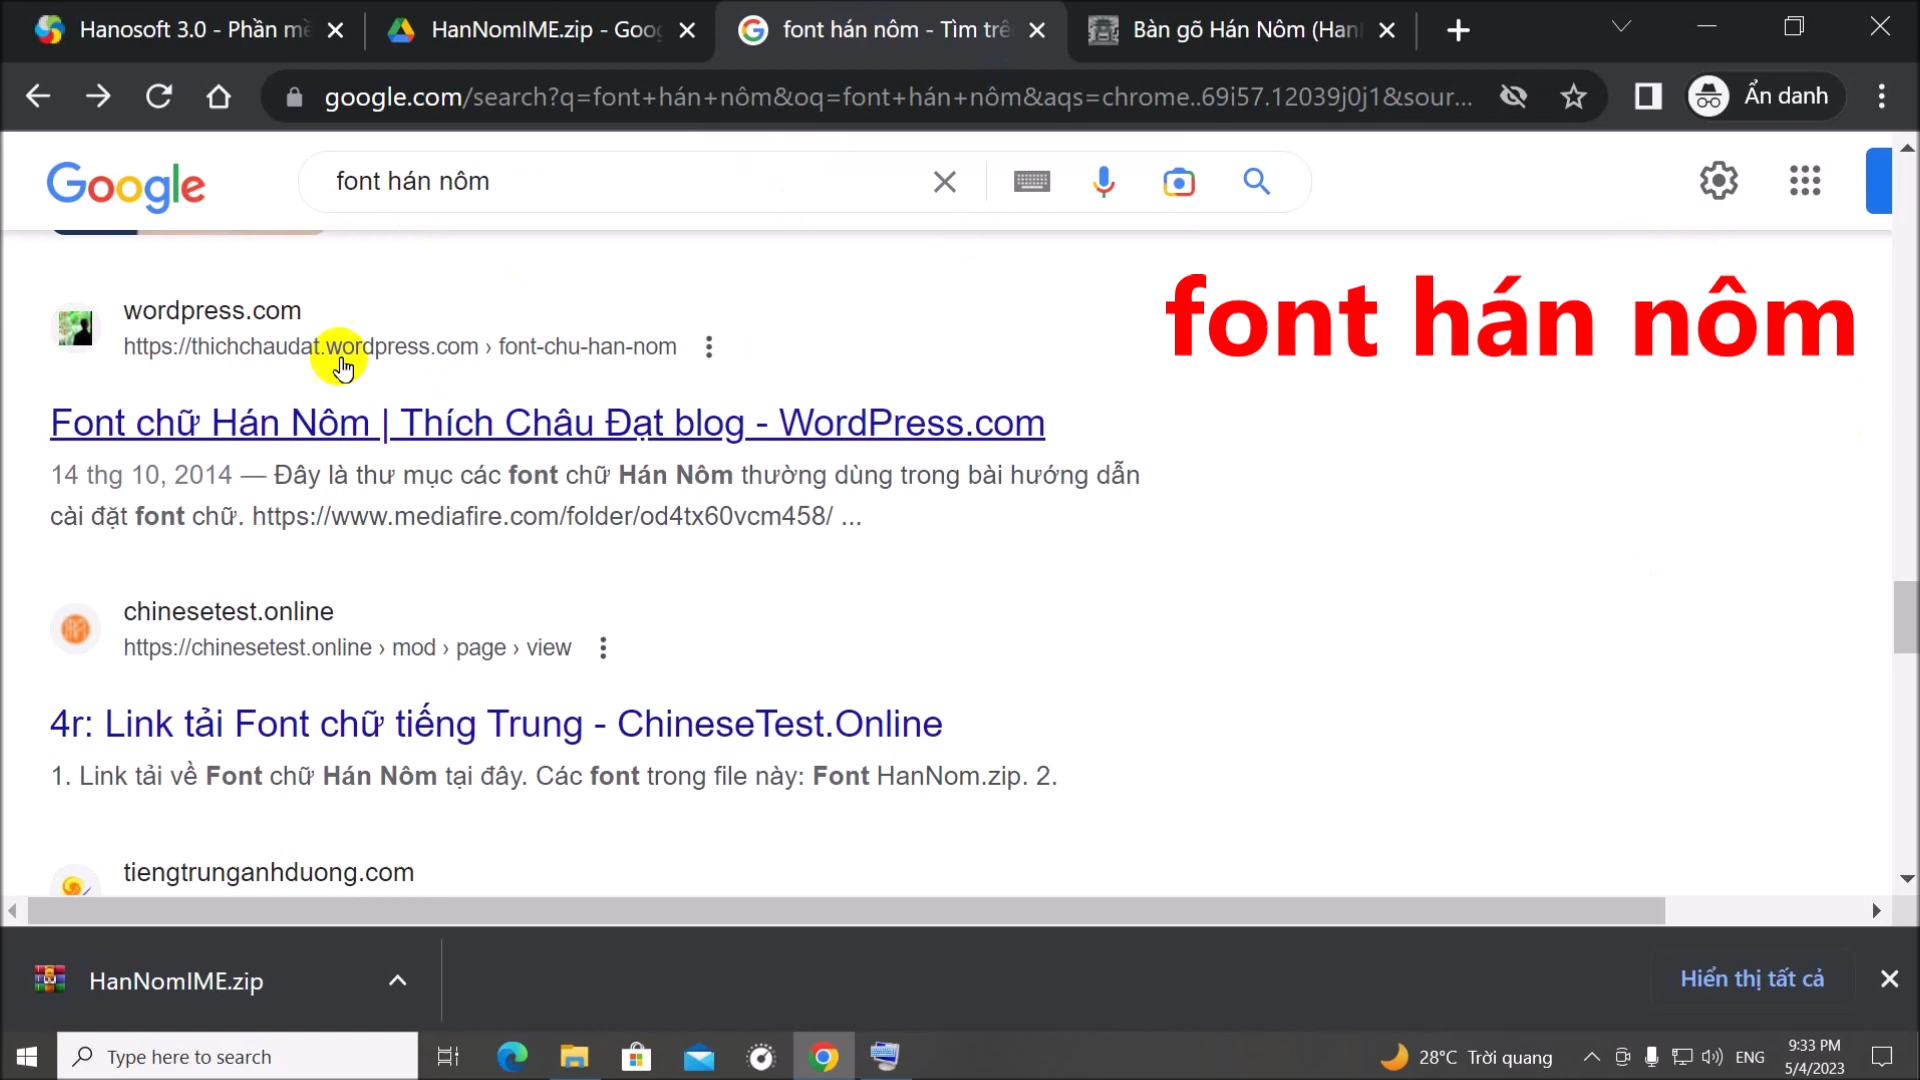 Hanosoft 3.0 - Phần mề
HanNomIME.zip - Goog
font hán nôm - Tìm trê
Bàn gõ Hán Nôm (Han
google.com/search?q=font+hán+nôm&oq=font+hán+nôm&aqs=chrome..69i57.12039j0j1&sour...
Ẩn danh
Google
font hán nôm
font hán nôm
wordpress.com
https://thichchaudat.wordpress.com › font-chu-han-nom
Font chữ Hán Nôm | Thích Châu Đạt blog - WordPress.com
14 thg 10, 2014 — Đây là thư mục các font chữ Hán Nôm thường dùng trong bài hướng dẫn
cài đặt font chữ. https://www.mediafire.com/folder/od4tx60vcm458/ ...
chinesetest.online
https://chinesetest.online › mod › page › view
4r: Link tải Font chữ tiếng Trung - ChineseTest.Online
1. Link tải về Font chữ Hán Nôm tại đây. Các font trong file này: Font HanNom.zip. 2.
tiengtrunganhduong.com
HanNomIME.zip
Hiển thị tất cả
Type here to search
28°C Trời quang
ENG
9:33 PM
5/4/2023